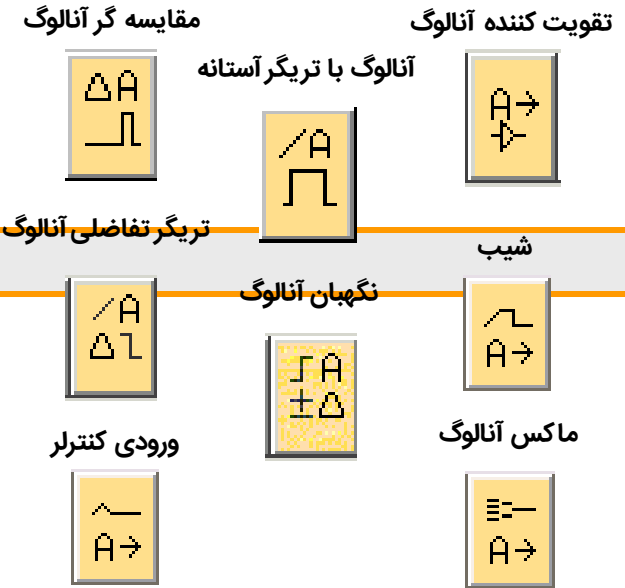 تقویت کننده آنالوگ
مقایسه گر آنالوگ
آنالوگ با تریگر آستانه
ΔA
A→
/A
تریگر تفاضلی آنالوگ
شیب
نگهبان آنالوگ
/A
Δ
A→
A
±Δ
ماکس آنالوگ
ورودی کنترلر
A→
A→